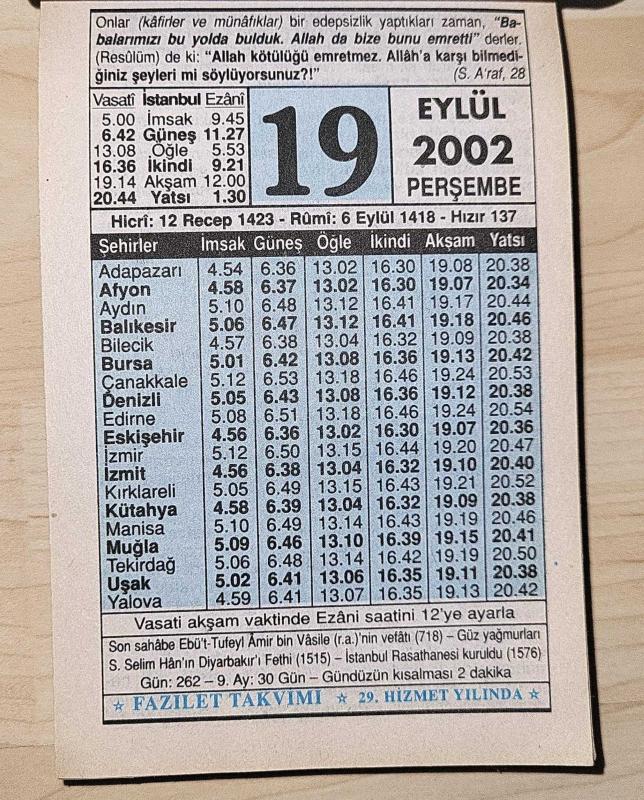 Onlar (kâfirler ve münâfıklar) bir edepsizlik yaptıkları zaman, “Ba-
balarımızı bu yolda bulduk. Allah da bize bunu emretti” derler.
(Resûlüm) de ki: “Allah kötülüğü emretmez. Allâh'a karşı bilmedi-
ğiniz şeyleri mi söylüyorsunuz?!” (S. A'raf, 28
Vasatî İstanbul Ezânî
5.00 İmsak 9.45
6.42 Güneş 11.27
13.08 Öğle 5.53
16.36 İkindi 9.21
19.14 Akşam 12.00
20.44 Yatsı 1.30
19
EYLÜL
2002
PERŞEMBE
Hicrî: 12 Recep 1423 - Rûmî: 6 Eylül 1418 - Hızır 137
Şehirler İmsak Güneş Öğle İkindi Akşam Yatsı
Adapazarı 4.54 6.36 13.02 16.30 19.08 20.38
Afyon 4.58 6.37 13.02 16.30 19.07 20.34
Aydın 5.10 6.48 13.12 16.41 19.17 20.44
Balıkesir 5.06 6.47 13.12 16.41 19.18 20.46
Bilecik 4.57 6.38 13.04 16.32 19.09 20.38
Bursa 5.01 6.42 13.08 16.36 19.13 20.42
Çanakkale 5.12 6.53 13.18 16.46 19.24 20.53
Denizli 5.05 6.43 13.08 16.36 19.12 20.38
Edirne 5.08 6.51 13.18 16.46 19.24 20.54
Eskişehir 4.56 6.36 13.02 16.30 19.07 20.36
İzmir 5.12 6.50 13.15 16.44 19.20 20.47
İzmit 4.56 6.38 13.04 16.32 19.10 20.40
Kırklareli 5.05 6.49 13.15 16.43 19.21 20.52
Kütahya 4.58 6.39 13.04 16.32 19.09 20.38
Manisa 5.10 6.49 13.14 16.43 19.19 20.46
Muğla 5.09 6.46 13.10 16.39 19.15 20.41
Tekirdağ 5.06 6.48 13.14 16.42 19.19 20.50
Uşak 5.02 6.41 13.06 16.35 19.11 20.38
Yalova 4.59 6.41 13.07 16.35 19.13 20.42
Vasati akşam vaktinde Ezâni saatini 12'ye ayarla
Son sahâbe Ebü't-Tufeyl Âmir bin Vâsile (r.a.)'nin vefâtı (718) – Güz yağmurları
S. Selim Hân'ın Diyarbakır'ı Fethi (1515) – İstanbul Rasathanesi kuruldu (1576)
Gün: 262 – 9. Ay: 30 Gün – Gündüzün kısalması 2 dakika
☆ FAZİLET TAKVİMİ ☆ 29. HİZMET YILINDA ☆